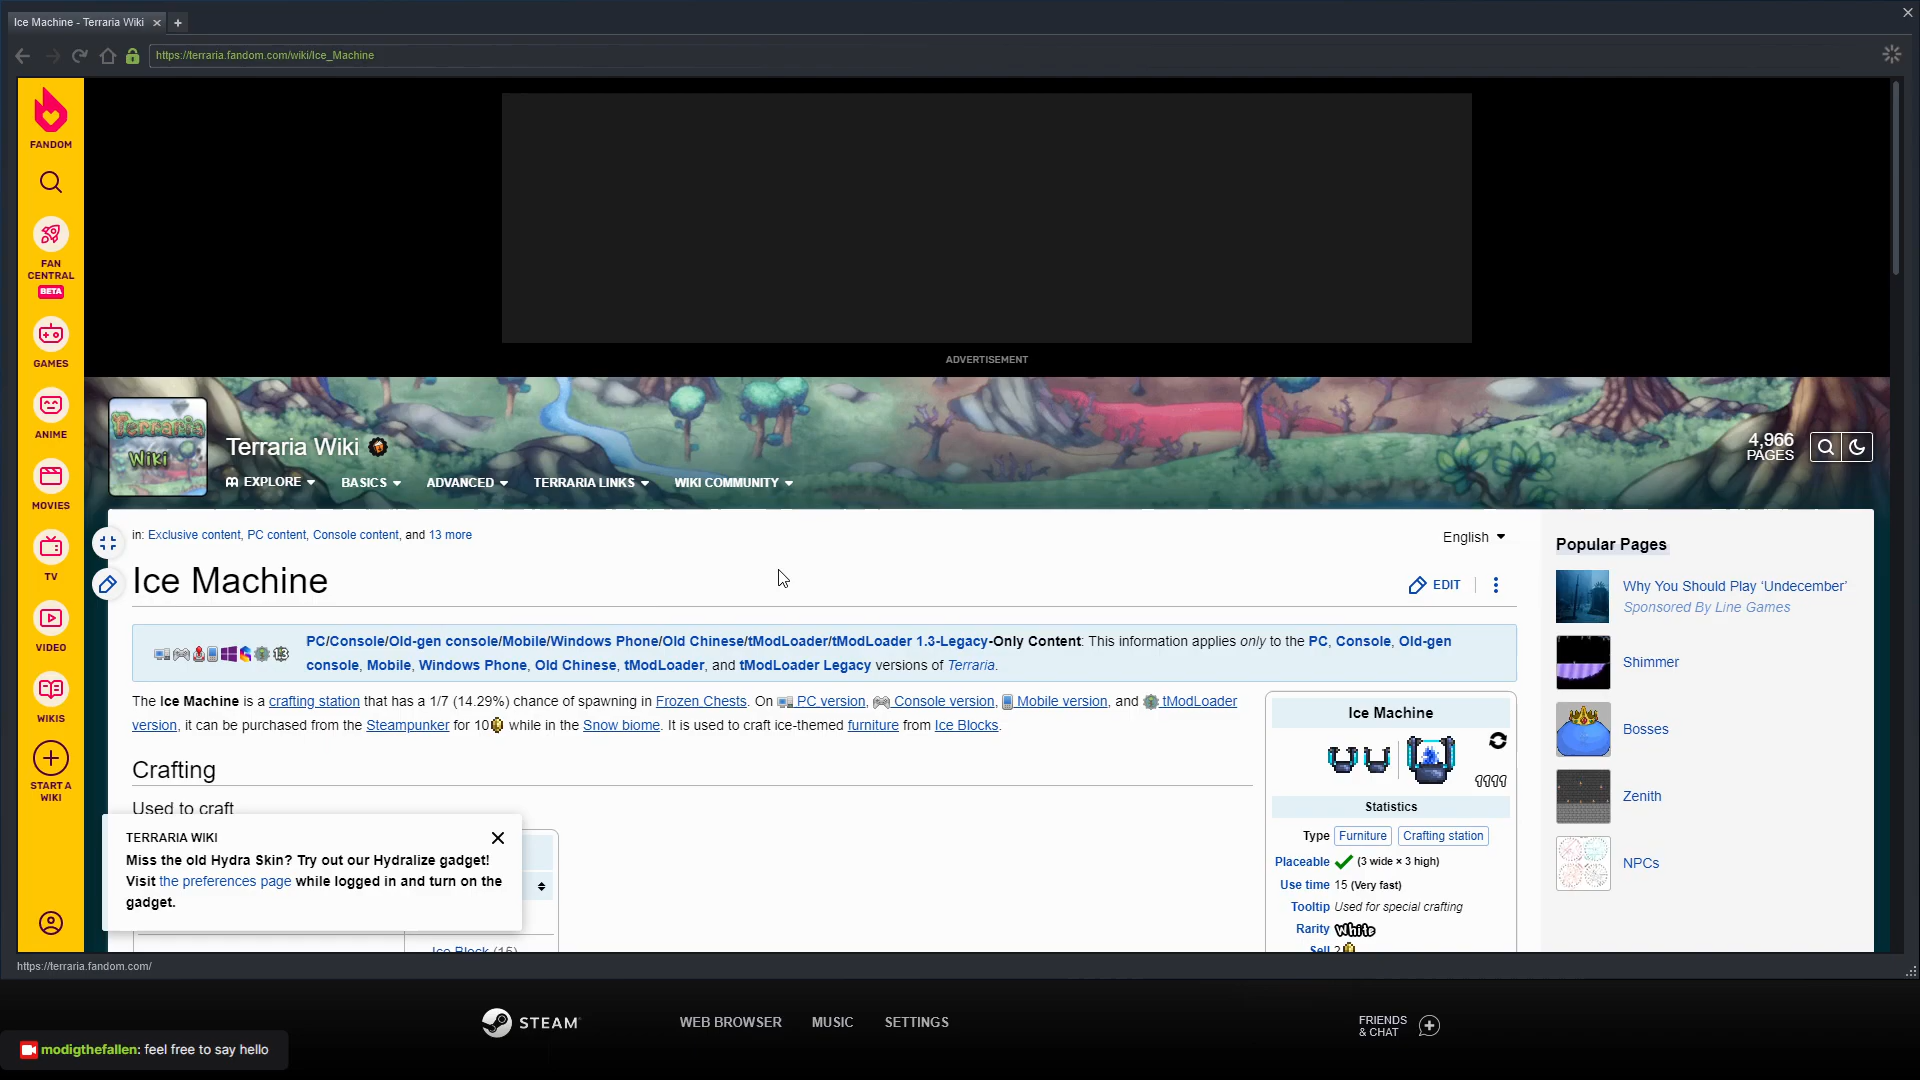 Ice Machine - Terraria Wiki
https://terraria.fandom.com/wiki/Ice_Machine
FANDOM
FAN CENTRAL
BETA
GAMES
ANIME
MOVIES
TV
VIDEO
WIKIS
START A WIKI
ADVERTISEMENT
Terraria Wiki
Terraria Wiki
4,966 PAGES
EXPLORE BASICS ADVANCED TERRARIA LINKS WIKI COMMUNITY
in: Exclusive content, PC content, Console content, and 13 more
English
Ice Machine
EDIT
PC/Console/Old-gen console/Mobile/Windows Phone/Old Chinese/tModLoader/tModLoader 1.3-Legacy-Only Content: This information applies only to the PC, Console, Old-gen
console, Mobile, Windows Phone, Old Chinese, tModLoader, and tModLoader Legacy versions of Terraria.
The Ice Machine is a crafting station that has a 1/7 (14.29%) chance of spawning in Frozen Chests. On PC version, Console version, Mobile version, and tModLoader
version, it can be purchased from the Steampunker for 10 while in the Snow biome. It is used to craft ice-themed furniture from Ice Blocks.
Crafting
Used to craft
TERRARIA WIKI
Miss the old Hydra Skin? Try out our Hydralize gadget!
Visit the preferences page while logged in and turn on the
gadget.
Ice Block (15)
Ice Machine
Statistics
Type Furniture Crafting station
Placeable (3 wide × 3 high)
Use time 15 (Very fast)
Tooltip Used for special crafting
Rarity White
Sell 2
Popular Pages
Why You Should Play ‘Undecember’
Sponsored By Line Games
Shimmer
Bosses
Zenith
NPCs
https://terraria.fandom.com/
STEAM
WEB BROWSER MUSIC SETTINGS
FRIENDS
& CHAT
modigthefallen: feel free to say hello